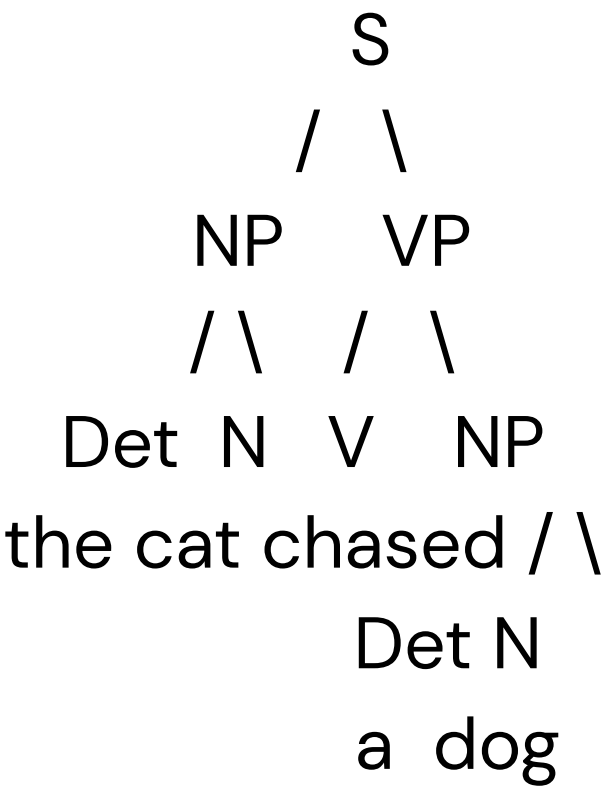 S
/ \
NP VP
/ \ / \
Det N V NP
the cat chased / \
Det N
a dog